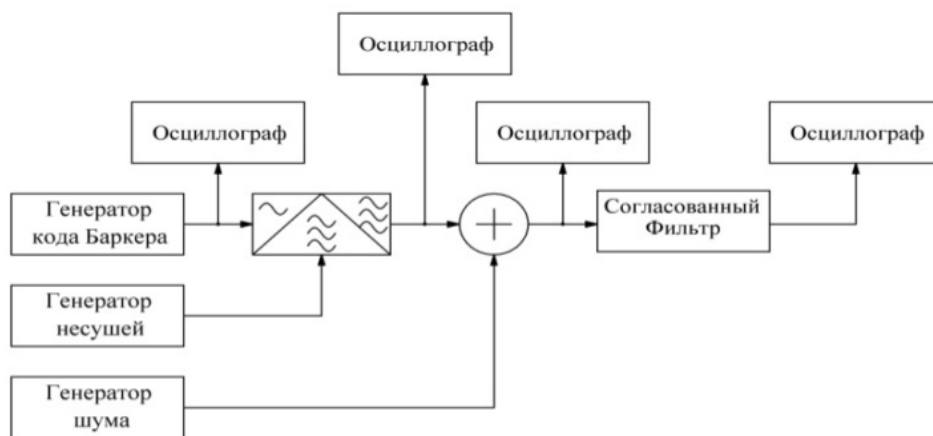 Осциллограф
Осциллограф
Осциллограф
Осциллограф
Генератор
кода Баркера
Согласованный
Фильтр
Генератор
несушей
Генератор
шума